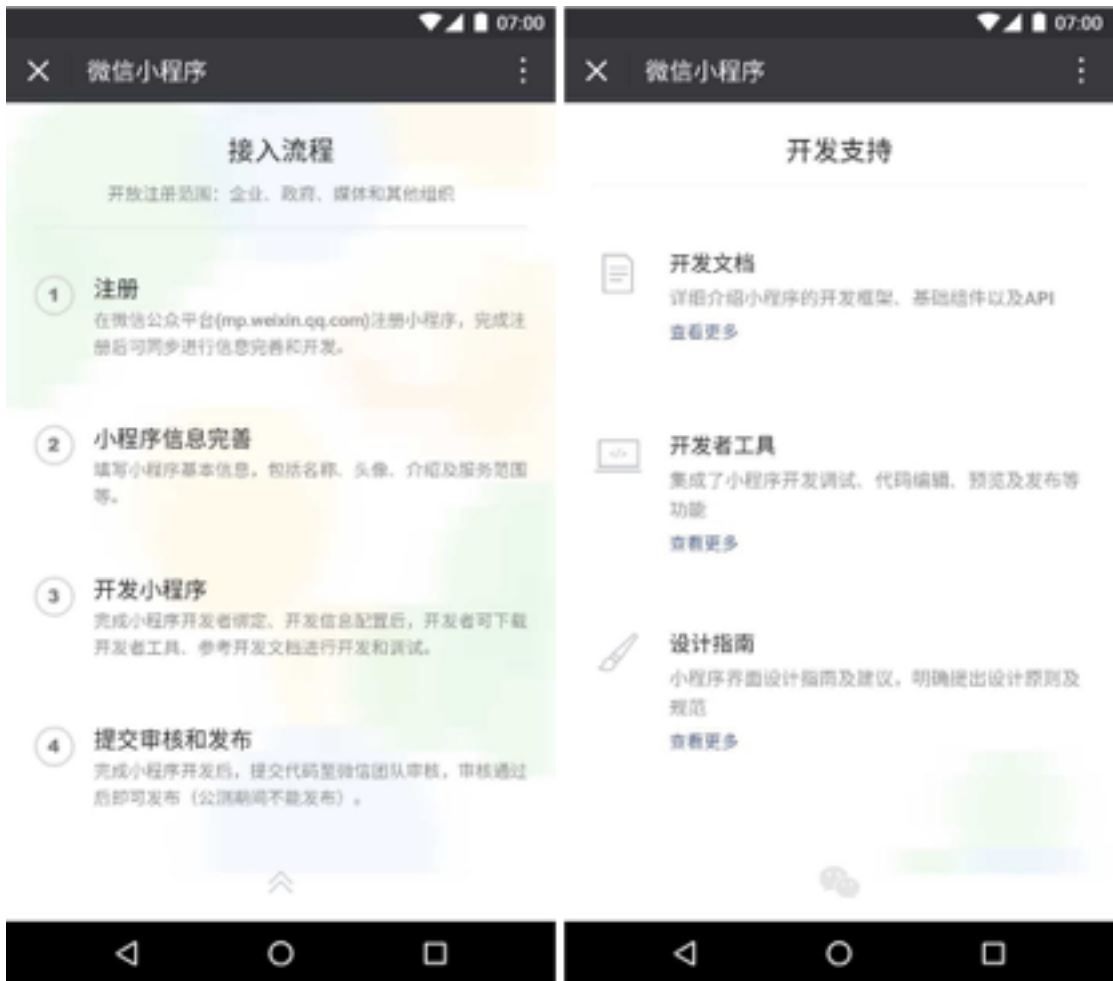 07:00
微信小程序
接入流程
开放注册范围：企业、政府、媒体和其他组织
1
注册
在微信公众平台(mp.weixin.qq.com)注册小程序，完成注
册后可同步进行信息完善和开发。
2
小程序信息完善
填写小程序基本信息，包括名称、头像、介绍及服务范围
等。
3
开发小程序
完成小程序开发者绑定、开发信息配置后，开发者可下载
开发者工具、参考开发文档进行开发和调试。
4
提交审核和发布
完成小程序开发后，提交代码至微信团队审核，审核通过
后即可发布（公测期间不能发布）。
07:00
微信小程序
开发支持
开发文档
详细介绍小程序的开发框架、基础组件以及API
查看更多
</>
开发者工具
集成了小程序开发调试、代码编辑、预览及发布等
功能
查看更多
设计指南
小程序界面设计指南及建议，明确提出设计原则及
规范
查看更多